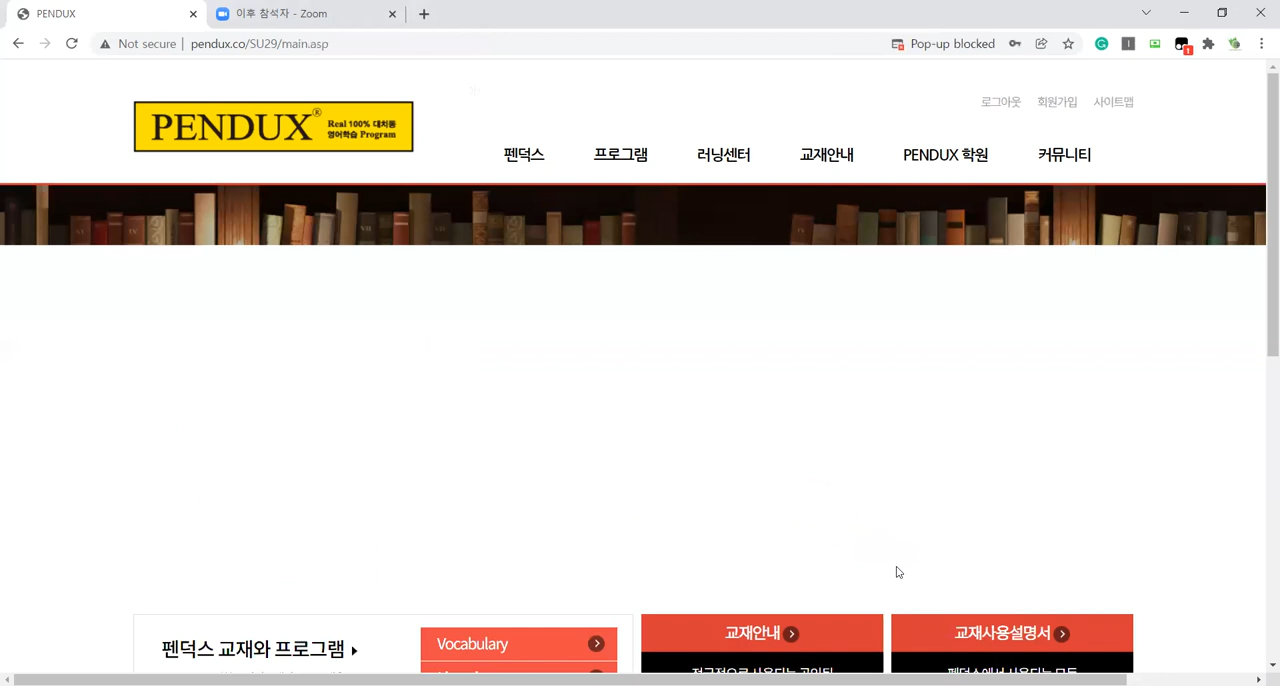 PENDUX
이후 참석자 - Zoom
Not secure
pendux.co/SU29/main.asp
Pop-up blocked
로그아웃 회원가입 사이트맵
PENDUX® Real 100% 대치동
영어학습 Program
펜덕스 프로그램 러닝센터 교재안내 PENDUX 학원 커뮤니티
펜덕스 교재와 프로그램
Vocabulary
교재안내
교재사용설명서